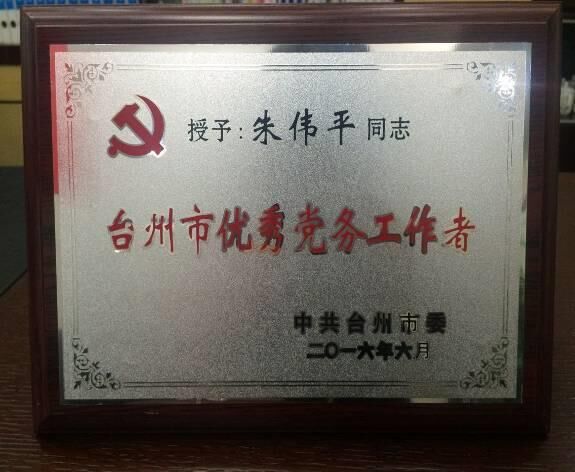 授予:朱伟平同志
台州市优秀党务工作者
中共台州市委
二〇一六年六月